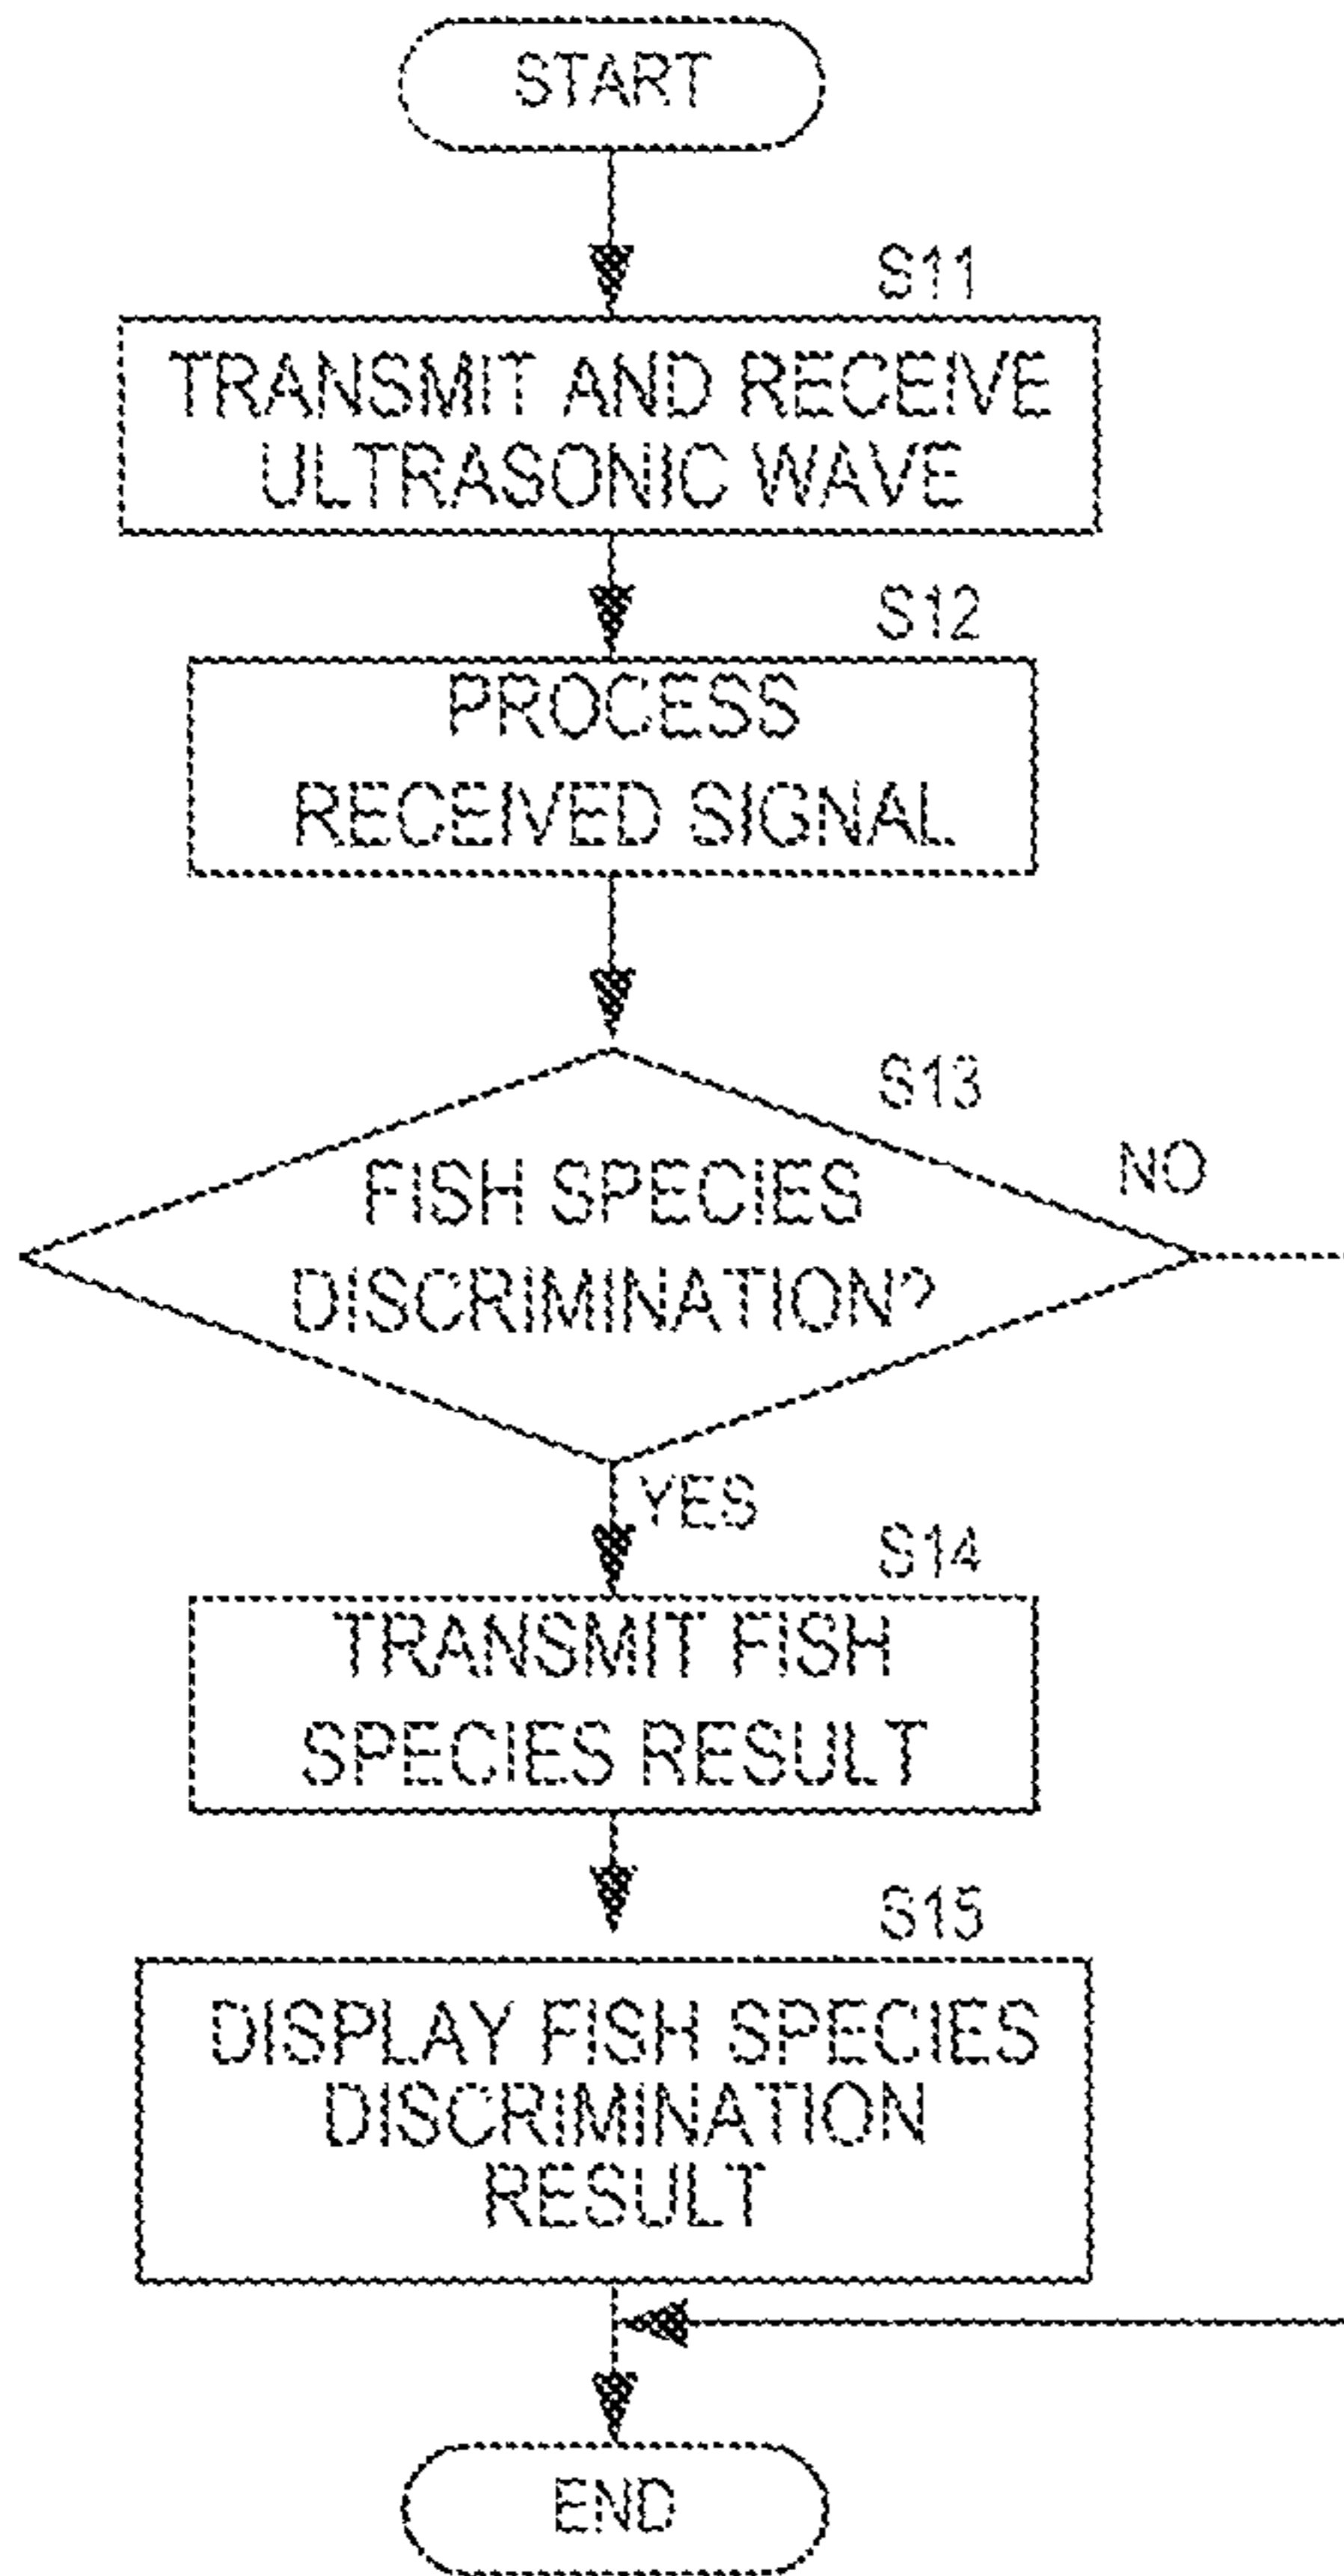 START
S11
TRANSMIT AND RECEIVE
ULTRASONIC WAVE
S12
PROCESS
RECEIVED SIGNAL
S13
NO
FISH SPECIES
DISCRIMINATION?
YES
S14
TRANSMIT FISH
SPECIES RESULT
S15
DISPLAY FISH SPECIES
DISCRIMINATION
RESULT
END